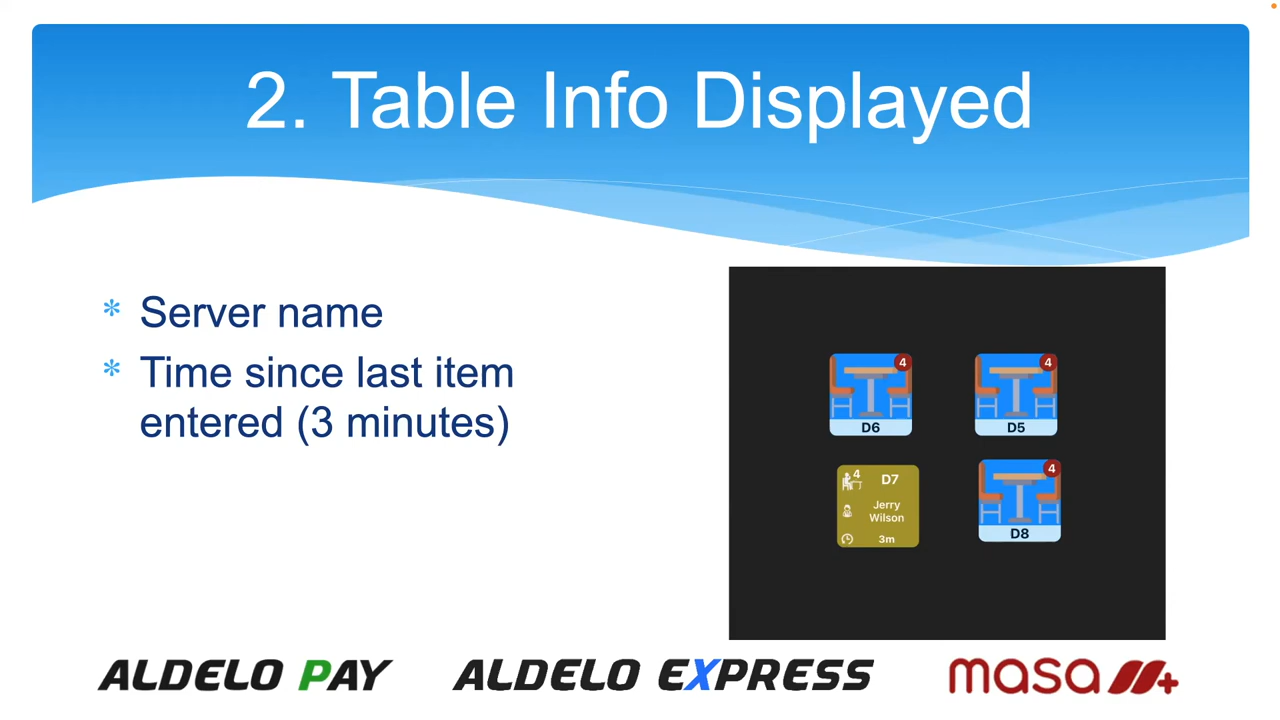 2. Table Info Displayed
* Server name
* Time since last item
entered (3 minutes)
4
D6
4
D5
4
D7
Jerry
Wilson
3m
4
D8
ALDELO PAY
ALDELO EXPRESS
masa